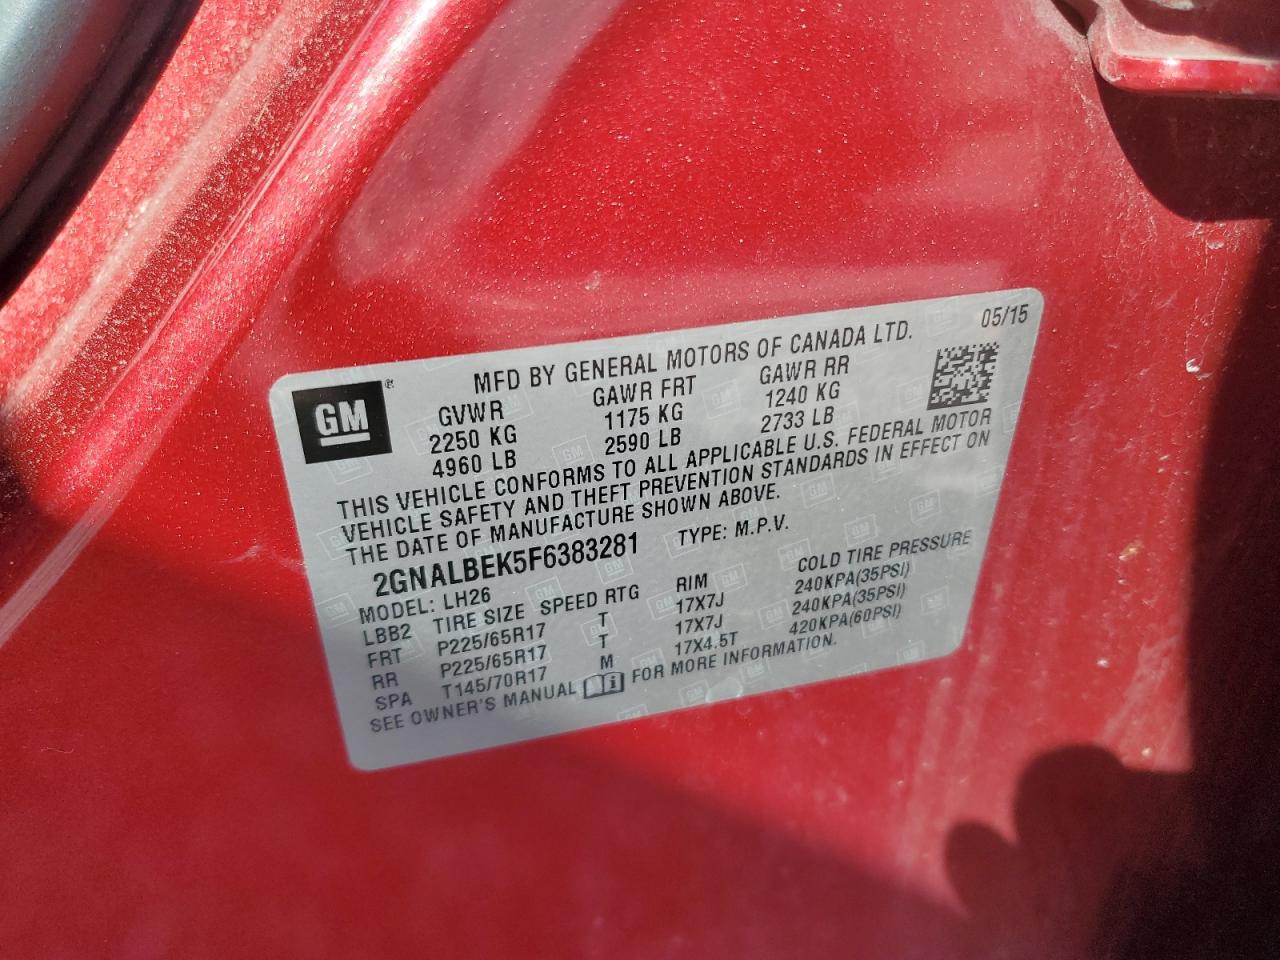 05/15
GM ®
MFD BY GENERAL MOTORS OF CANADA LTD.
GVWR GAWR FRT GAWR RR
2250 KG 1175 KG 1240 KG
4960 LB 2590 LB 2733 LB
THIS VEHICLE CONFORMS TO ALL APPLICABLE U.S. FEDERAL MOTOR
VEHICLE SAFETY AND THEFT PREVENTION STANDARDS IN EFFECT ON
THE DATE OF MANUFACTURE SHOWN ABOVE.
2GNALBEK5F6383281 TYPE: M.P.V.
MODEL: LH26
LBB2 TIRE SIZE SPEED RTG RIM COLD TIRE PRESSURE
FRT P225/65R17 T 17X7J 240KPA(35PSI)
RR P225/65R17 T 17X7J 240KPA(35PSI)
SPA T145/70R17 M 17X4.5T 420KPA(60PSI)
SEE OWNER'S MANUAL i FOR MORE INFORMATION.